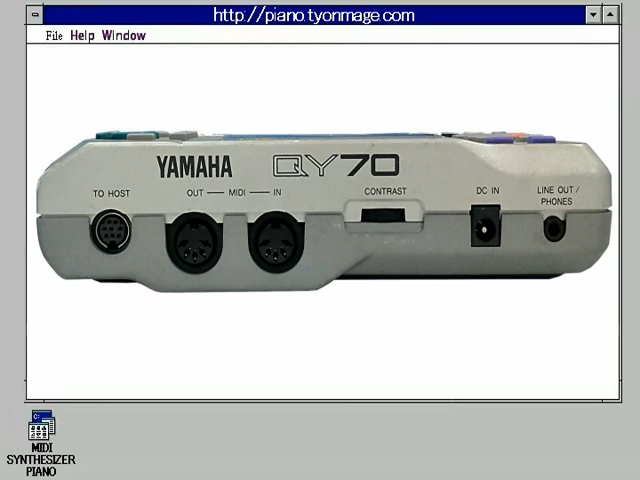 http://piano.tyonmage.com
File Help Window
YAMAHA QY70
TO HOST
OUT — MIDI — IN
CONTRAST
DC IN
LINE OUT /
PHONES
MIDI
SYNTHESIZER
PIANO